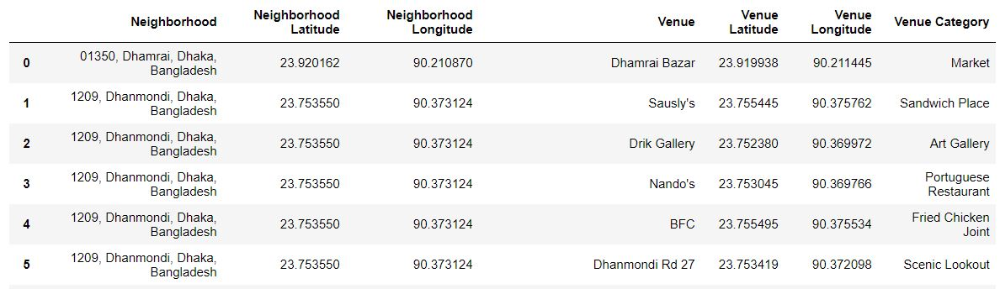 Neighborhood Neighborhood Latitude Neighborhood Longitude Venue Venue Latitude Venue Longitude Venue Category
0 01350, Dhamrai, Dhaka, Bangladesh 23.920162 90.210870 Dhamrai Bazar 23.919938 90.211445 Market
1 1209, Dhanmondi, Dhaka, Bangladesh 23.753550 90.373124 Sausly's 23.755445 90.375762 Sandwich Place
2 1209, Dhanmondi, Dhaka, Bangladesh 23.753550 90.373124 Drik Gallery 23.752380 90.369972 Art Gallery
3 1209, Dhanmondi, Dhaka, Bangladesh 23.753550 90.373124 Nando's 23.753045 90.369766 Portuguese Restaurant
4 1209, Dhanmondi, Dhaka, Bangladesh 23.753550 90.373124 BFC 23.755495 90.375534 Fried Chicken Joint
5 1209, Dhanmondi, Dhaka, Bangladesh 23.753550 90.373124 Dhanmondi Rd 27 23.753419 90.372098 Scenic Lookout